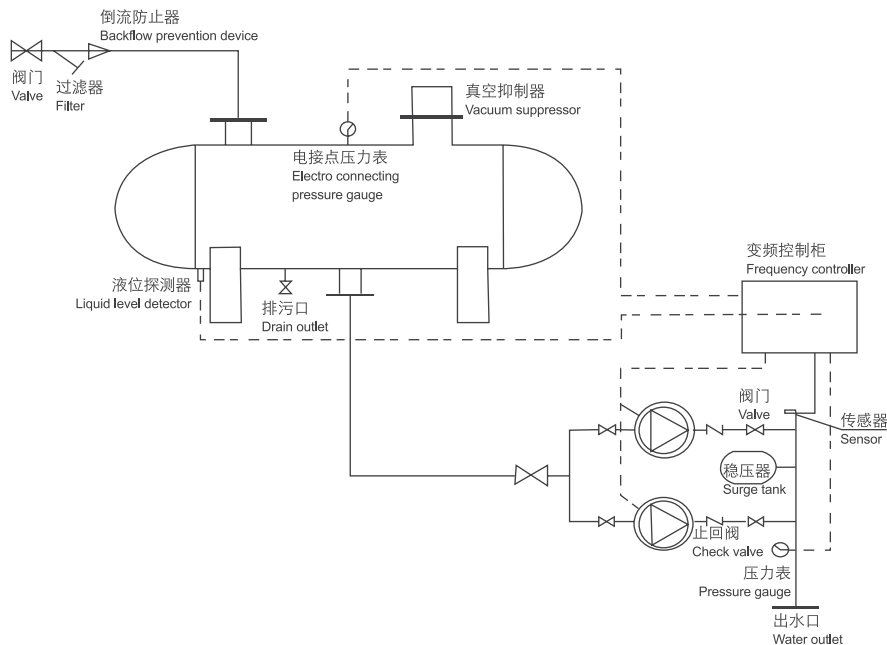 倒流防止器
Backflow prevention device
阀门
Valve
过滤器
Filter
真空抑制器
Vacuum suppressor
电接点压力表
Electro connecting
pressure gauge
变频控制柜
Frequency controller
液位探测器
Liquid level detector
排污口
Drain outlet
阀门
Valve
传感器
Sensor
稳压器
Surge tank
止回阀
Check valve
压力表
Pressure gauge
出水口
Water outlet